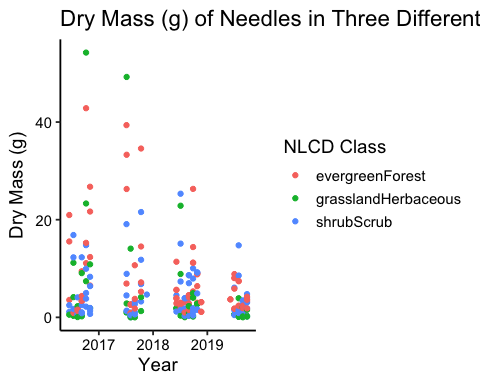 Dry Mass (g) of Needles in Three Different
Dry Mass (g)
40
20
0
2017 2018 2019
Year
NLCD Class
evergreenForest
grasslandHerbaceous
shrubScrub